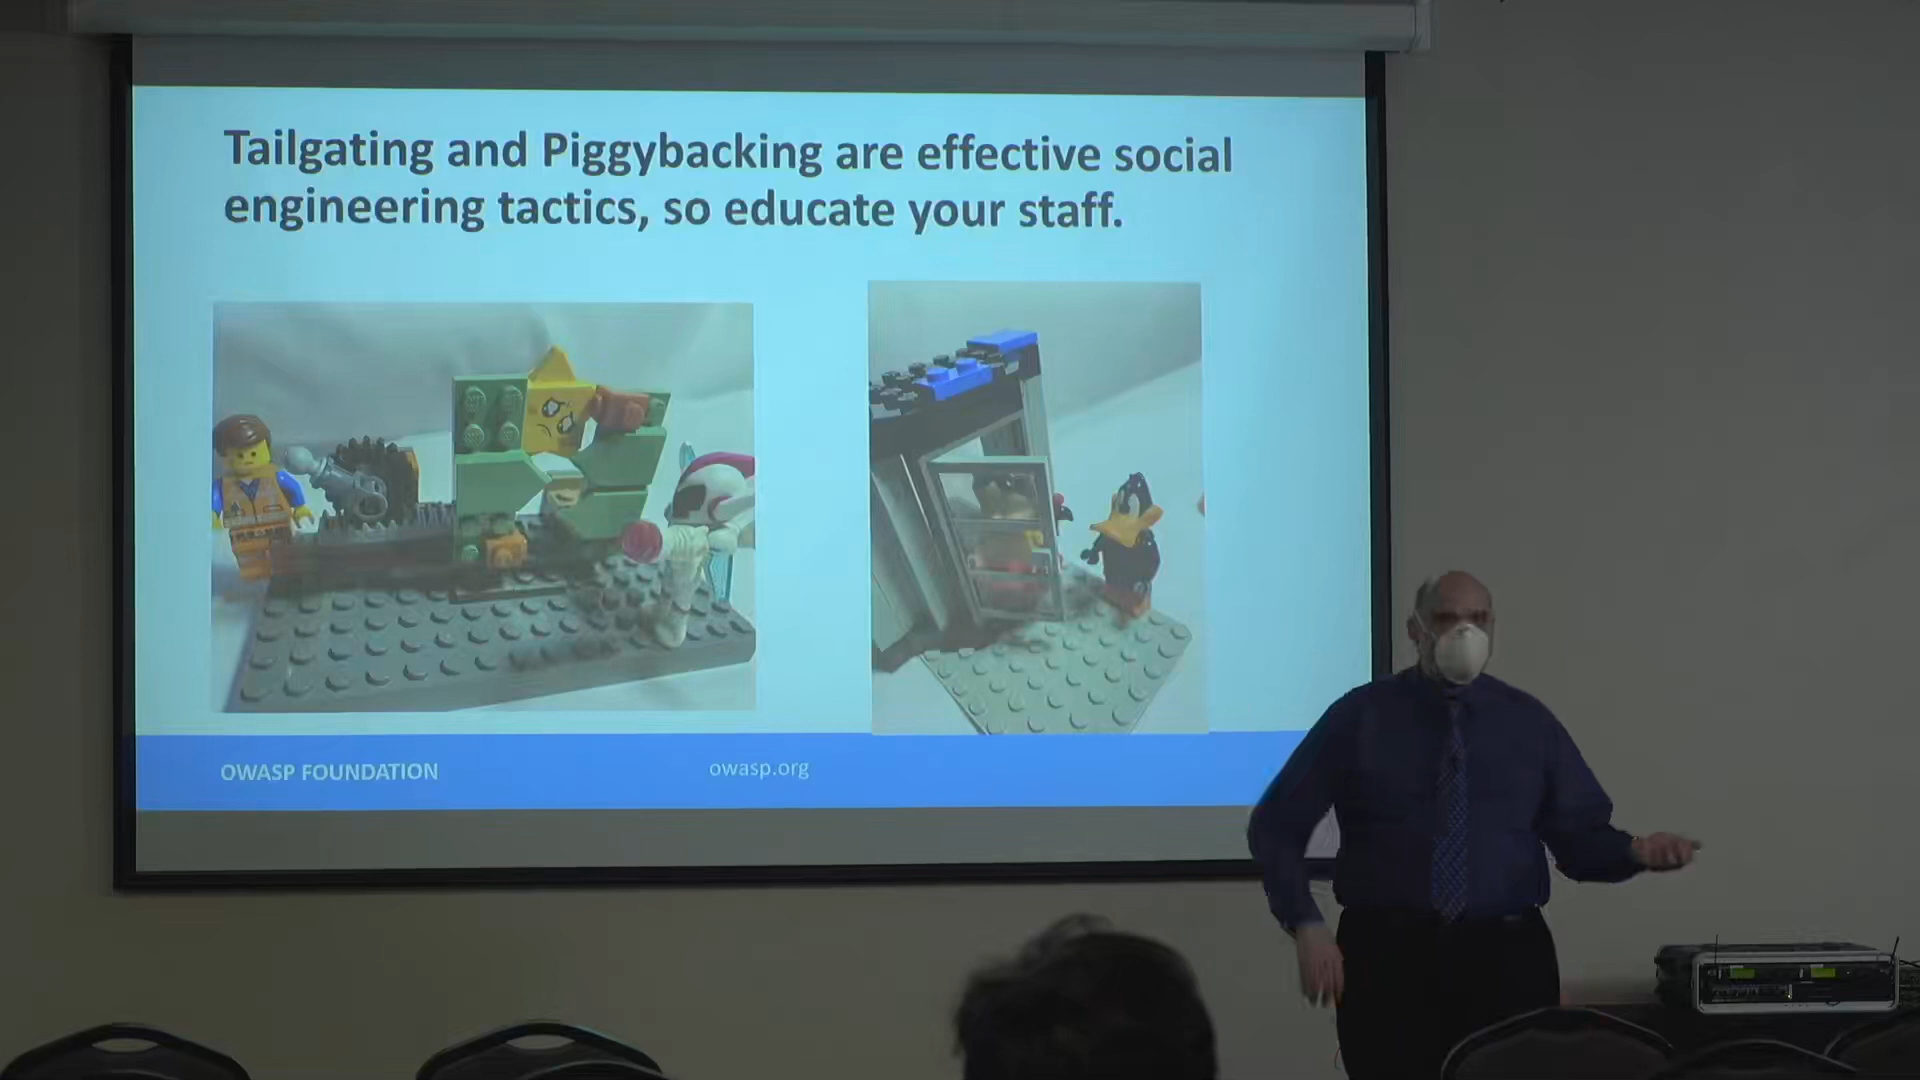 Tailgating and Piggybacking are effective social
engineering tactics, so educate your staff.
OWASP FOUNDATION
owasp.org